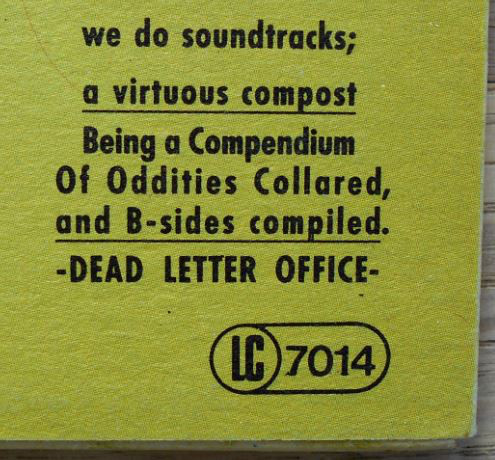 we do soundtracks;
a virtuous compost
Being a Compendium
Of Oddities Collared,
and B-sides compiled.
-DEAD LETTER OFFICE-
LC 7014